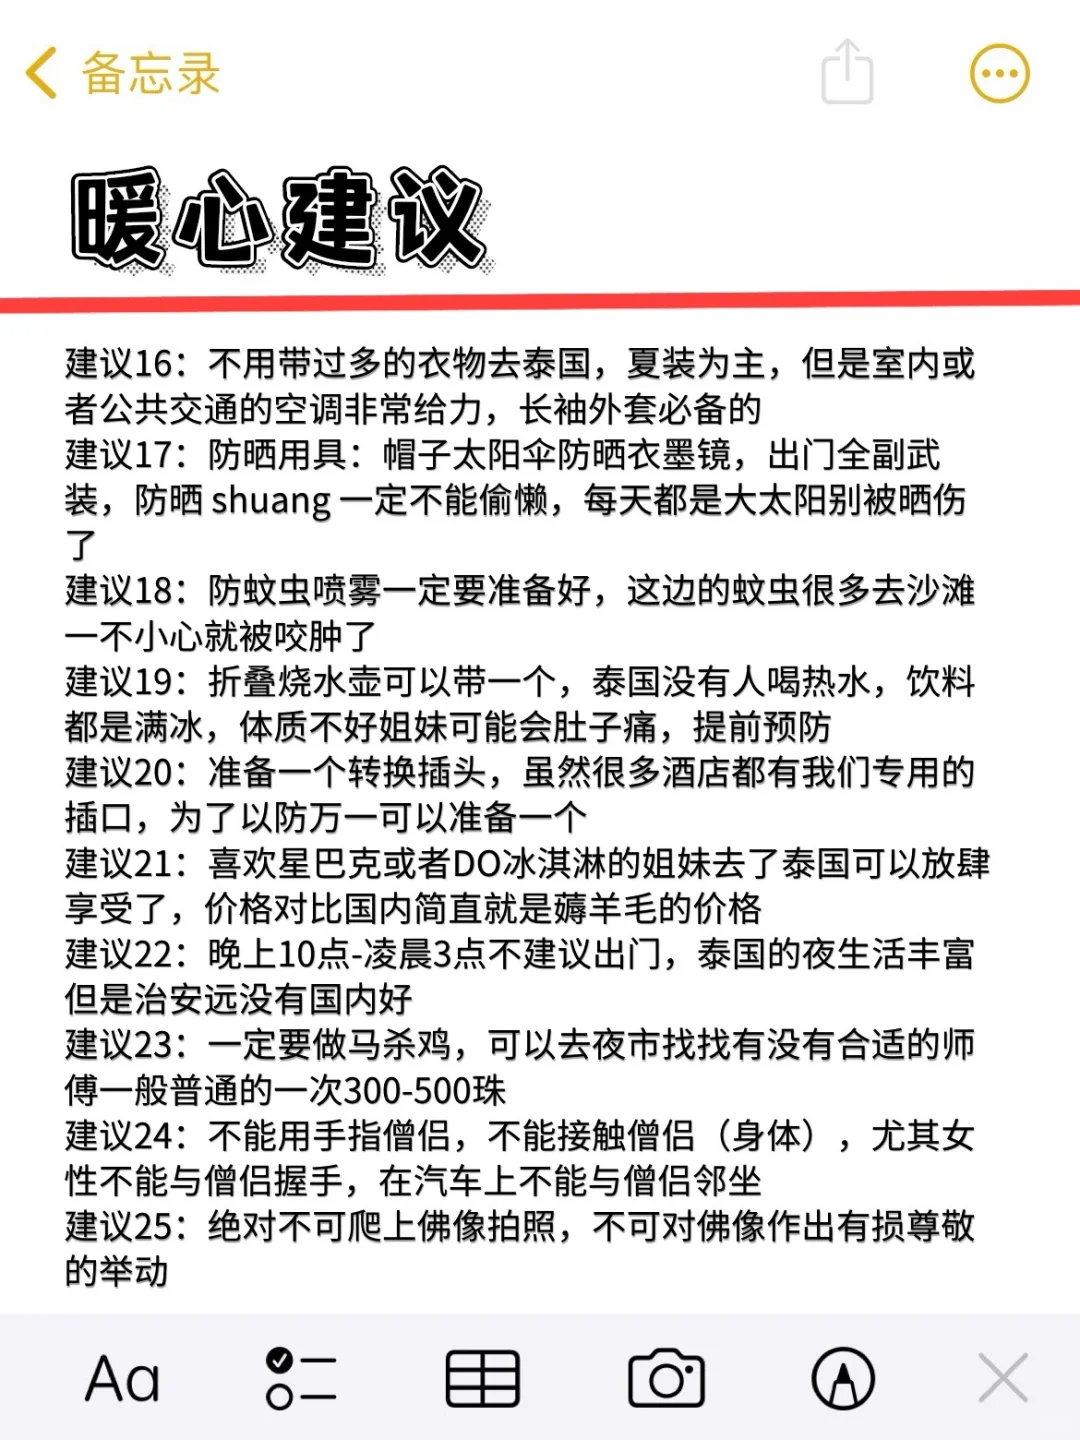 备忘录
暖心建议
建议16：不用带过多的衣物去泰国，夏装为主，但是室内或
者公共交通的空调非常给力，长袖外套必备的
建议17：防晒用具：帽子太阳伞防晒衣墨镜，出门全副武
装，防晒 shuang 一定不能偷懒，每天都是大太阳别被晒伤
了
建议18：防蚊虫喷雾一定要准备好，这边的蚊虫很多去沙滩
一不小心就被咬肿了
建议19：折叠烧水壶可以带一个，泰国没有人喝热水，饮料
都是满冰，体质不好姐妹可能会肚子痛，提前预防
建议20：准备一个转换插头，虽然很多酒店都有我们专用的
插口，为了以防万一可以准备一个
建议21：喜欢星巴克或者DO冰淇淋的姐妹去了泰国可以放肆
享受了，价格对比国内简直就是薅羊毛的价格
建议22：晚上10点-凌晨3点不建议出门，泰国的夜生活丰富
但是治安远没有国内好
建议23：一定要做马杀鸡，可以去夜市找找有没有合适的师
傅一般普通的一次300-500珠
建议24：不能用手指僧侣，不能接触僧侣（身体），尤其女
性不能与僧侣握手，在汽车上不能与僧侣邻坐
建议25：绝对不可爬上佛像拍照，不可对佛像作出有损尊敬
的举动
Aa